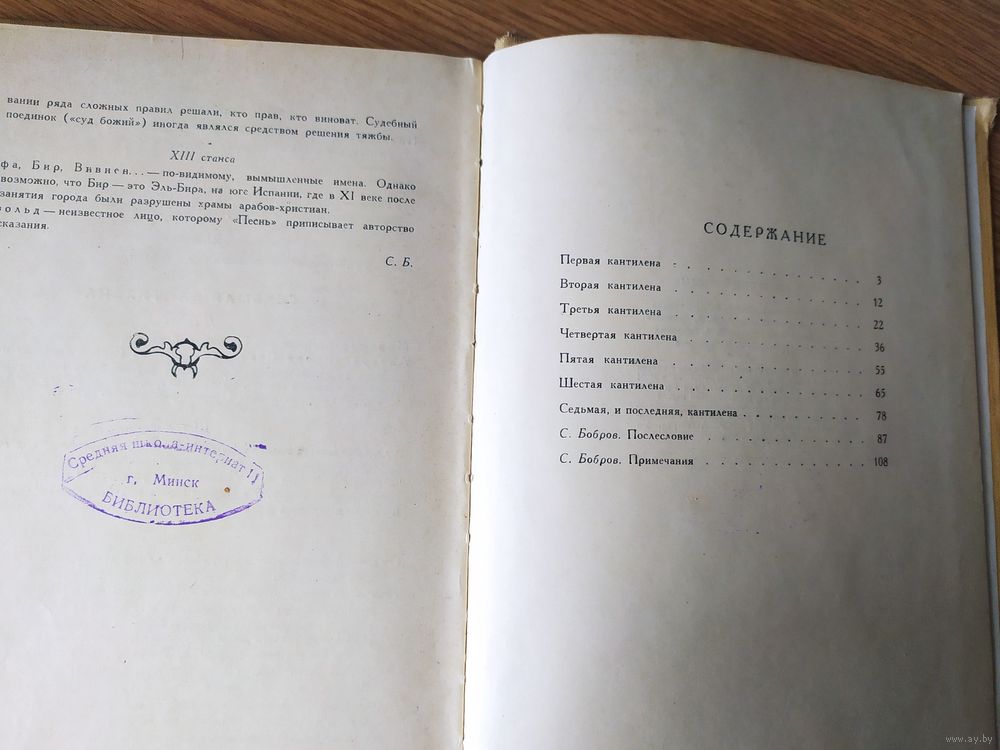 вании ряда сложных правил решали, кто прав, кто виноват. Судебный
поединок («суд божий») иногда являлся средством решения тяжбы.
XIII станса
фа, Бир, Вивиен...— по-видимому, вымышленные имена. Однако
возможно, что Бир — это Эль-Бира, на юге Испании, где в XI веке после
занятия города были разрушены храмы арабов-христиан.
ольд — неизвестное лицо, которому «Песнь» приписывает авторство
сказания.
С. Б.
Средняя шко а-интернат
г. Минск
БИБЛИОТЕКА
СОДЕРЖАНИЕ
Первая кантилена . . . . . . . . . . 3
Вторая кантилена . . . . . . . . . . 12
Третья кантилена . . . . . . . . . . 22
Четвертая кантилена . . . . . . . . . . 36
Пятая кантилена . . . . . . . . . . 55
Шестая кантилена . . . . . . . . . . 65
Седьмая, и последняя, кантилена . . . . . . . . 78
С. Бобров. Послесловие . . . . . . . . 87
С. Бобров. Примечания . . . . . . . . 108
www.ay.by